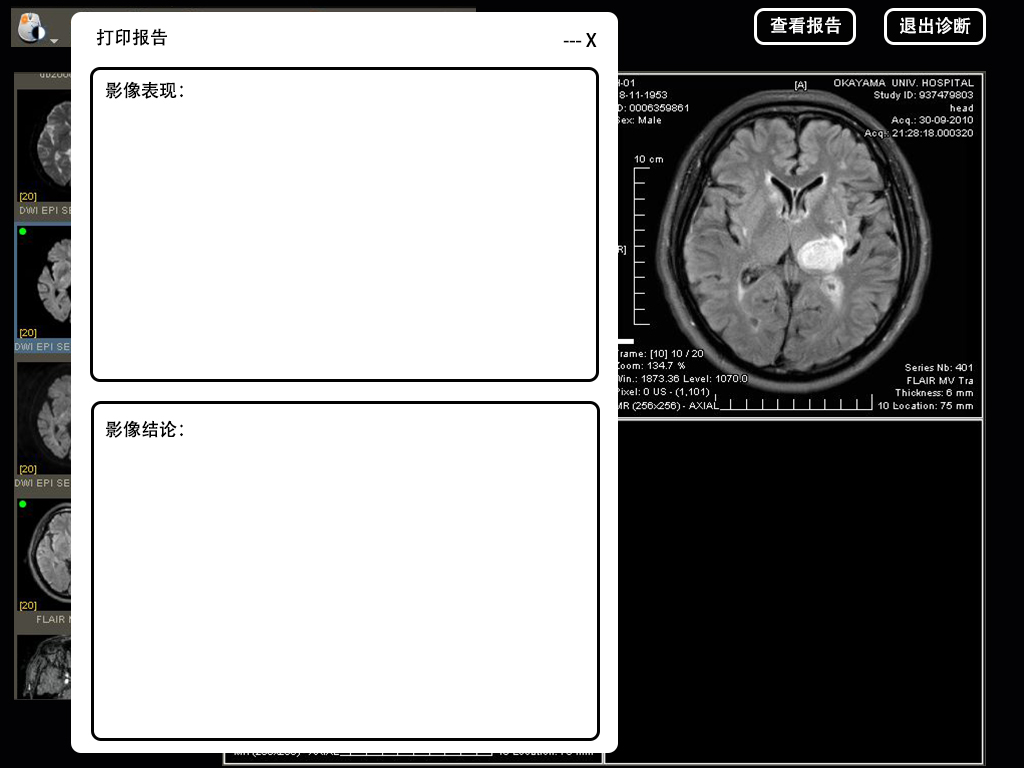 打印报告
--- X
查看报告
退出诊断
影像表现：
影像结论：
[20]
DWI EPI SE
[20]
DWI EPI SE
[20]
DWI EPI SE
[20]
FLAIR
8-11-1953
D: 0006359861
Sex: Male
[A]
OKAYAMA UNIV. HOSPITAL
Study ID: 937479803
head
Acq.: 30-09-2010
Acq.: 21:28:18.000320
10 cm
R]
rame: [10] 10 / 20
Zoom: 134.7 %
Win.: 1873.36 Level: 1070.0
Pixel: 0 US - (1,101)
MR (256x256) - AXIAL
Series Nb: 401
FLAIR MV Tra
Thickness: 6 mm
10 Location: 75 mm